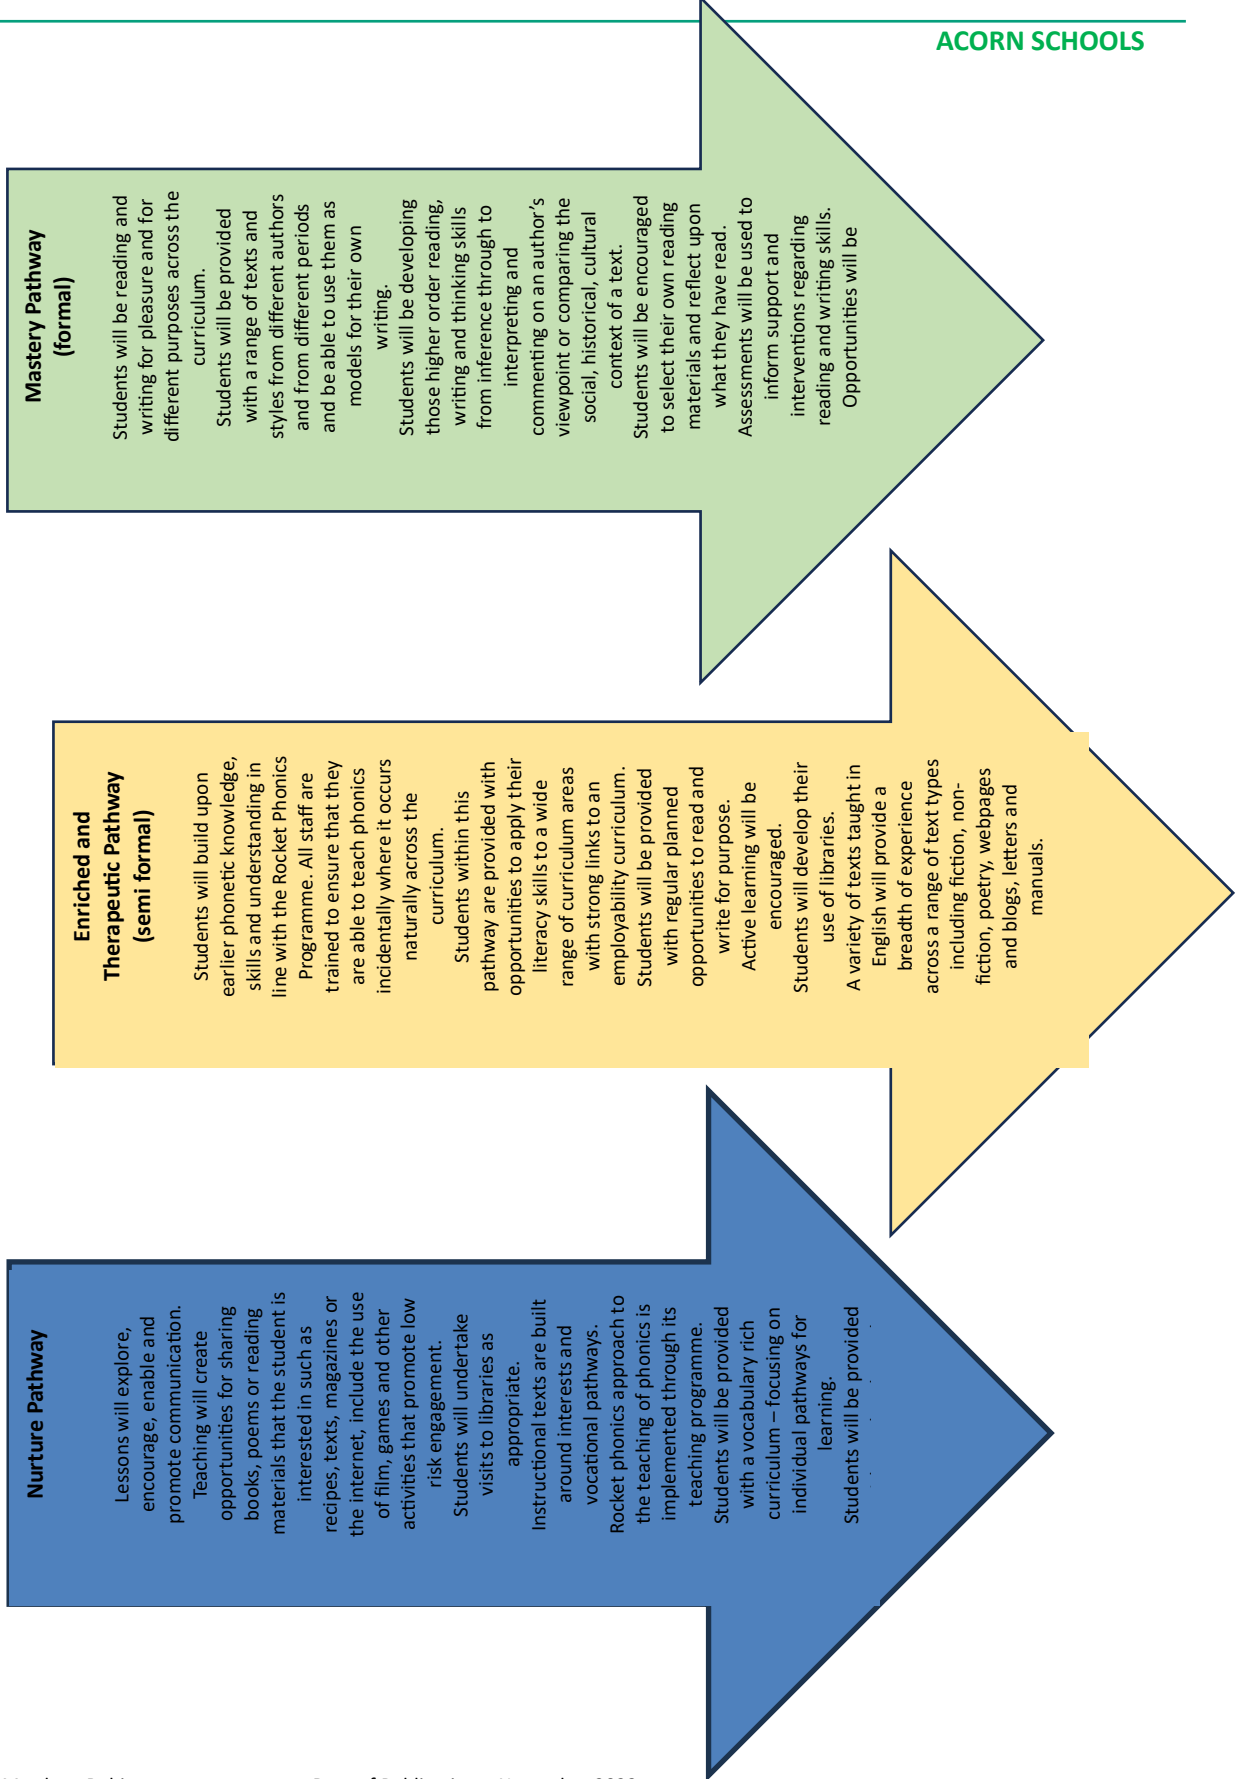 ACORN SCHOOLS
Nurture Pathway
Lessons will explore,
encourage, enable and
promote communication.
Teaching will create
opportunities for sharing
books, poems or reading
materials that the student is
interested in such as
recipes, texts, magazines or
the internet, include the use
of film, games and other
activities that promote low
risk engagement.
Students will undertake
visits to libraries as
appropriate.
Instructional texts are built
around interests and
vocational pathways.
Rocket phonics approach to
the teaching of phonics is
implemented through its
teaching programme.
Students will be provided
with a vocabulary rich
curriculum – focusing on
individual pathways for
learning.
Students will be provided
Enriched and
Therapeutic Pathway
(semi formal)
Students will build upon
earlier phonetic knowledge,
skills and understanding in
line with the Rocket Phonics
Programme. All staff are
trained to ensure that they
are able to teach phonics
incidentally where it occurs
naturally across the
curriculum.
Students within this
pathway are provided with
opportunities to apply their
literacy skills to a wide
range of curriculum areas
with strong links to an
employability curriculum.
Students will be provided
with regular planned
opportunities to read and
write for purpose.
Active learning will be
encouraged.
Students will develop their
use of libraries.
A variety of texts taught in
English will provide a
breadth of experience
across a range of text types
including fiction, non-
fiction, poetry, webpages
and blogs, letters and
manuals.
Mastery Pathway
(formal)
Students will be reading and
writing for pleasure and for
different purposes across the
curriculum.
Students will be provided
with a range of texts and
styles from different authors
and from different periods
and be able to use them as
models for their own
writing.
Students will be developing
those higher order reading,
writing and thinking skills
from inference through to
interpreting and
commenting on an author's
viewpoint or comparing the
social, historical, cultural
context of a text.
Students will be encouraged
to select their own reading
materials and reflect upon
what they have read.
Assessments will be used to
inform support and
interventions regarding
reading and writing skills.
Opportunities will be